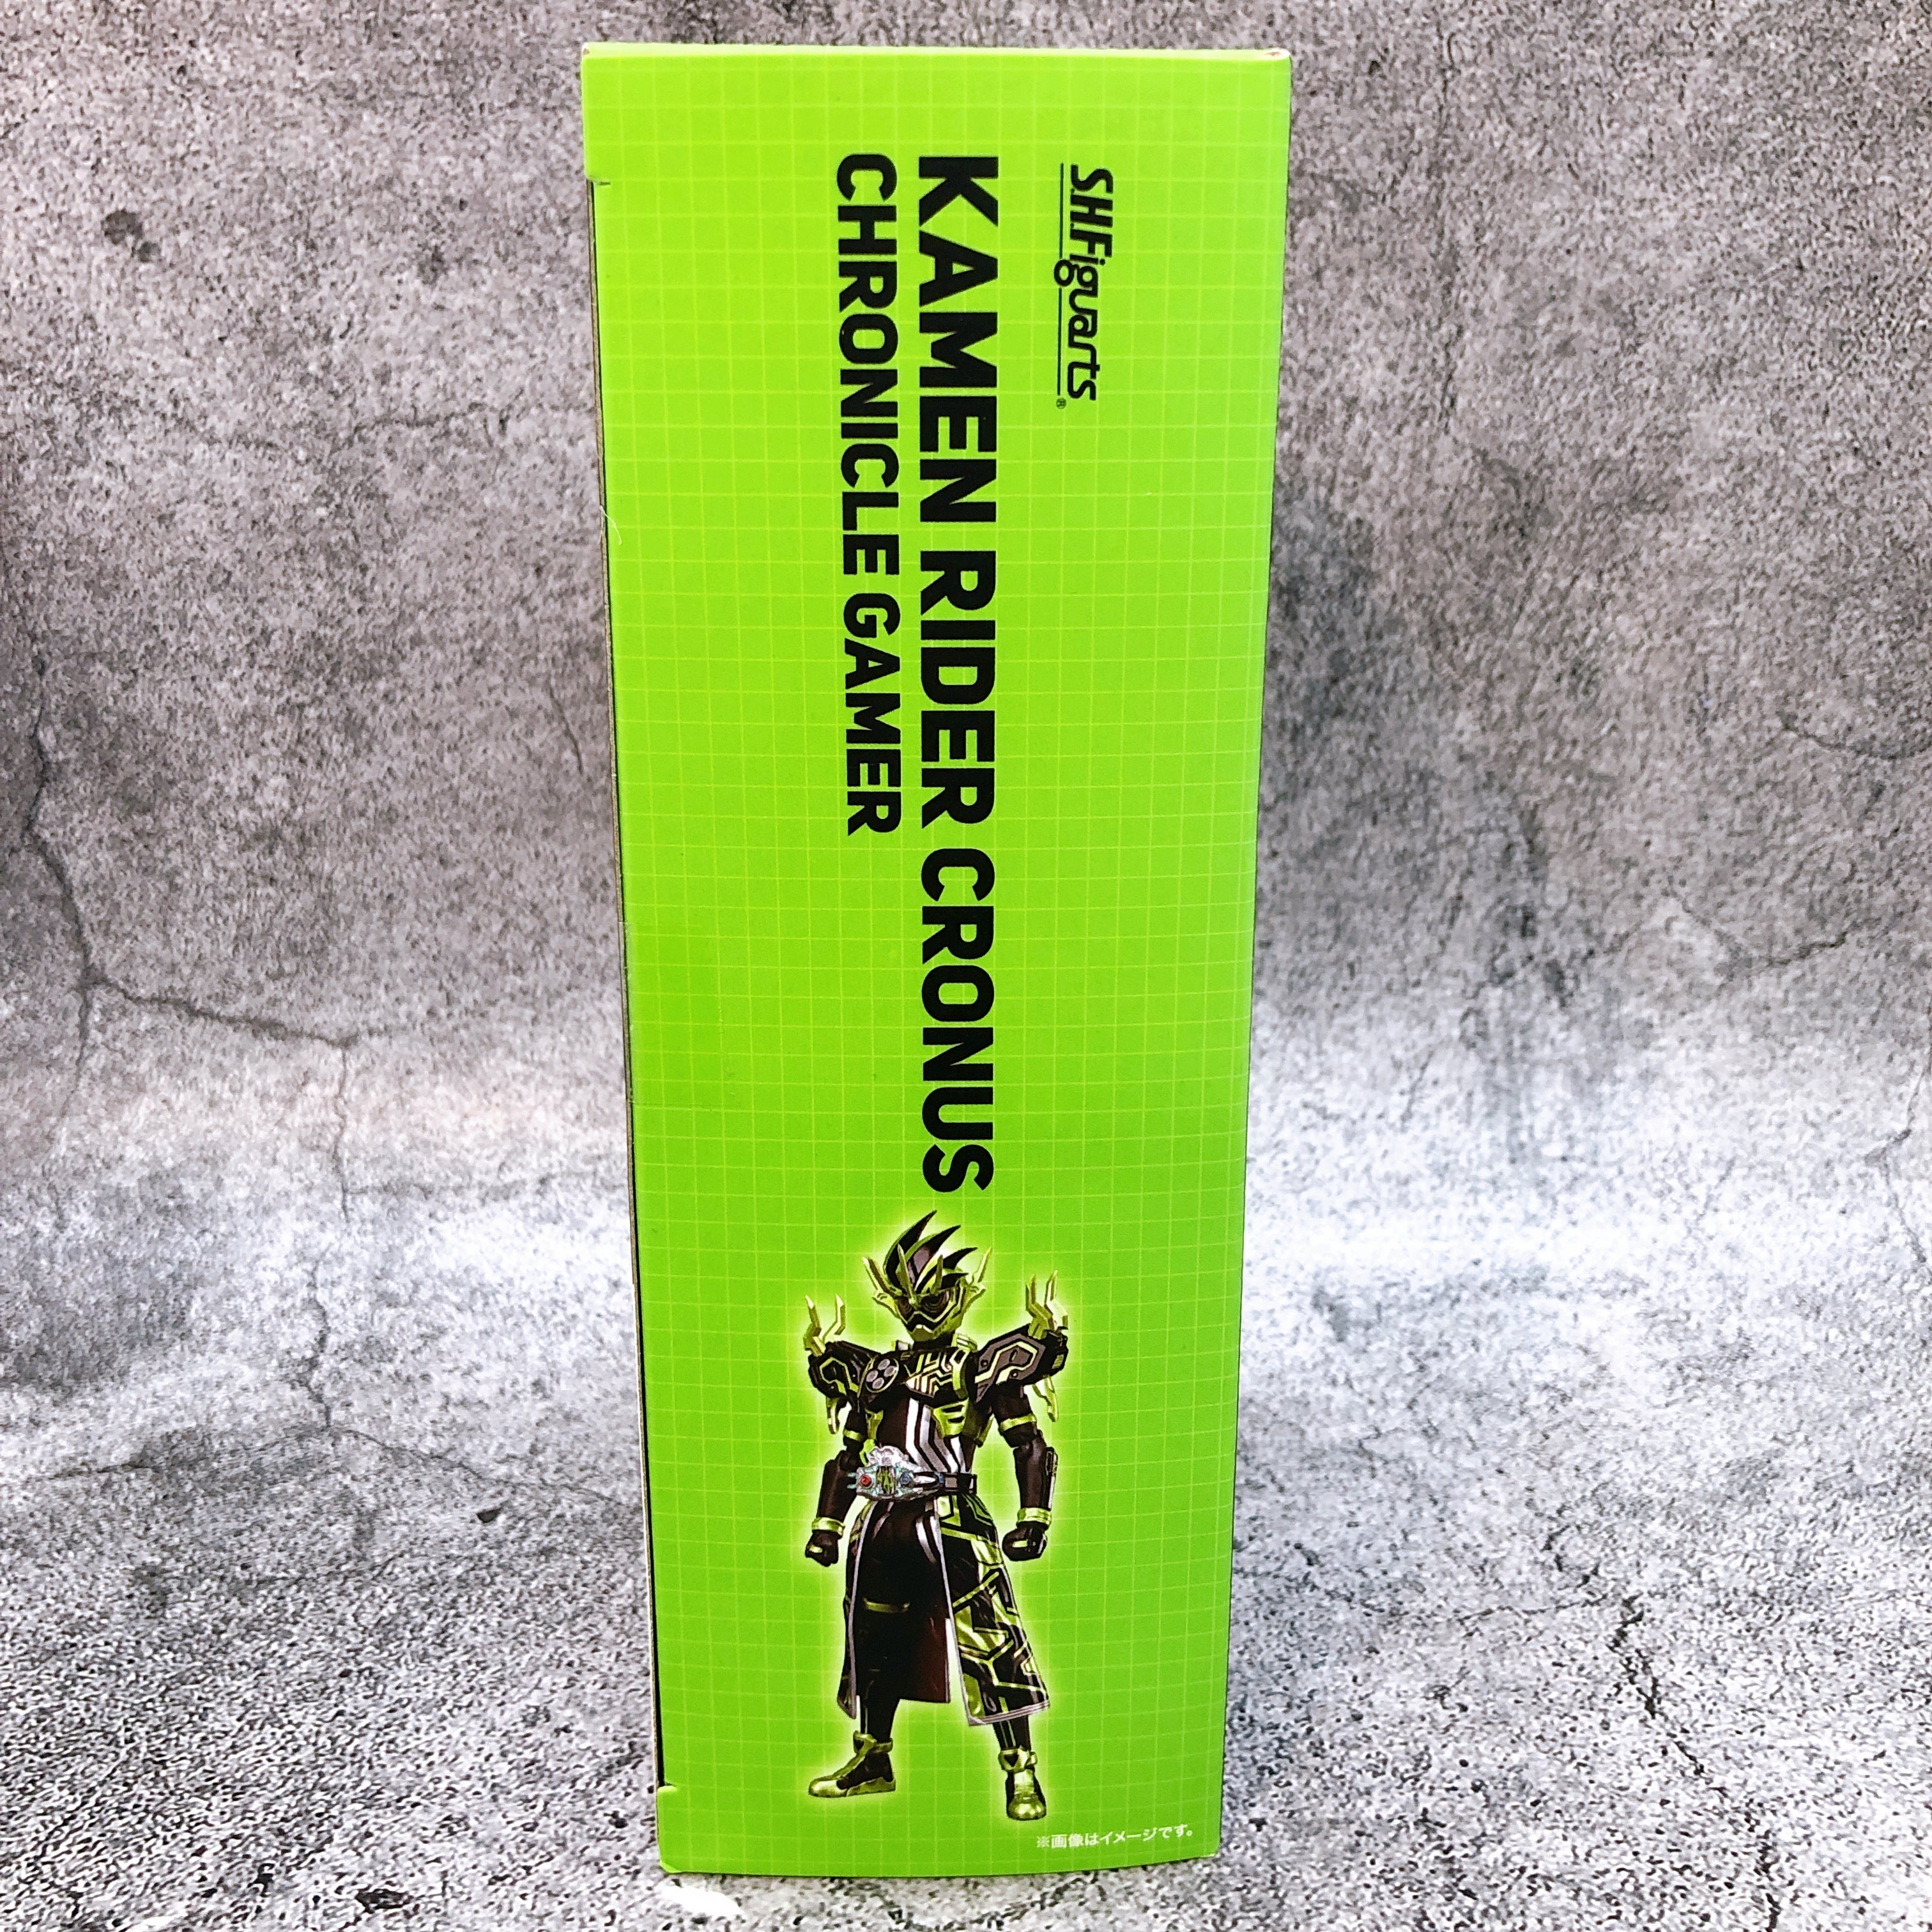 S.H.Figuarts®
KAMEN RIDER CRONUS
CHRONICLE GAMER
※画像はイメージです。